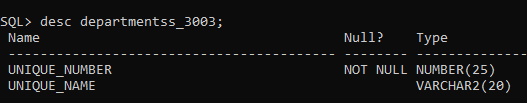 SQL> desc departmentss_3003;
Name Null? Type
----------------------------------------- -------- --------------
UNIQUE_NUMBER NOT NULL NUMBER(25)
UNIQUE_NAME VARCHAR2(20)